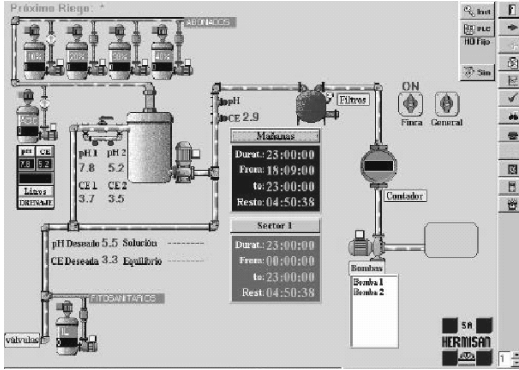 Próximo Riego: *
ABONADOS
Inst
PLC
HD Fijo
Sim
ON
Finca General
pH
CE 2.9
Filtros
Mañanas
Durat.: 23:00:00
From: 18:09:00
to: 23:00:00
Resto: 04:50:38
pH CE
7.8 5.2
Lixos
DRENAJE
pH 1 pH 2
7.8 5.2
CE 1 CE 2
3.7 3.5
Contador
Sector 1
Durat.: 23:00:00
From: 00:00:00
to: 23:00:00
Rest: 04:50:38
pH Deseado 5.5 Solución
CE Deseada 3.3 Equilibrio
Bombas
Bomba 1
Bomba 2
FITOSANITARIOS
válvulas
SA
HERMISAN
1